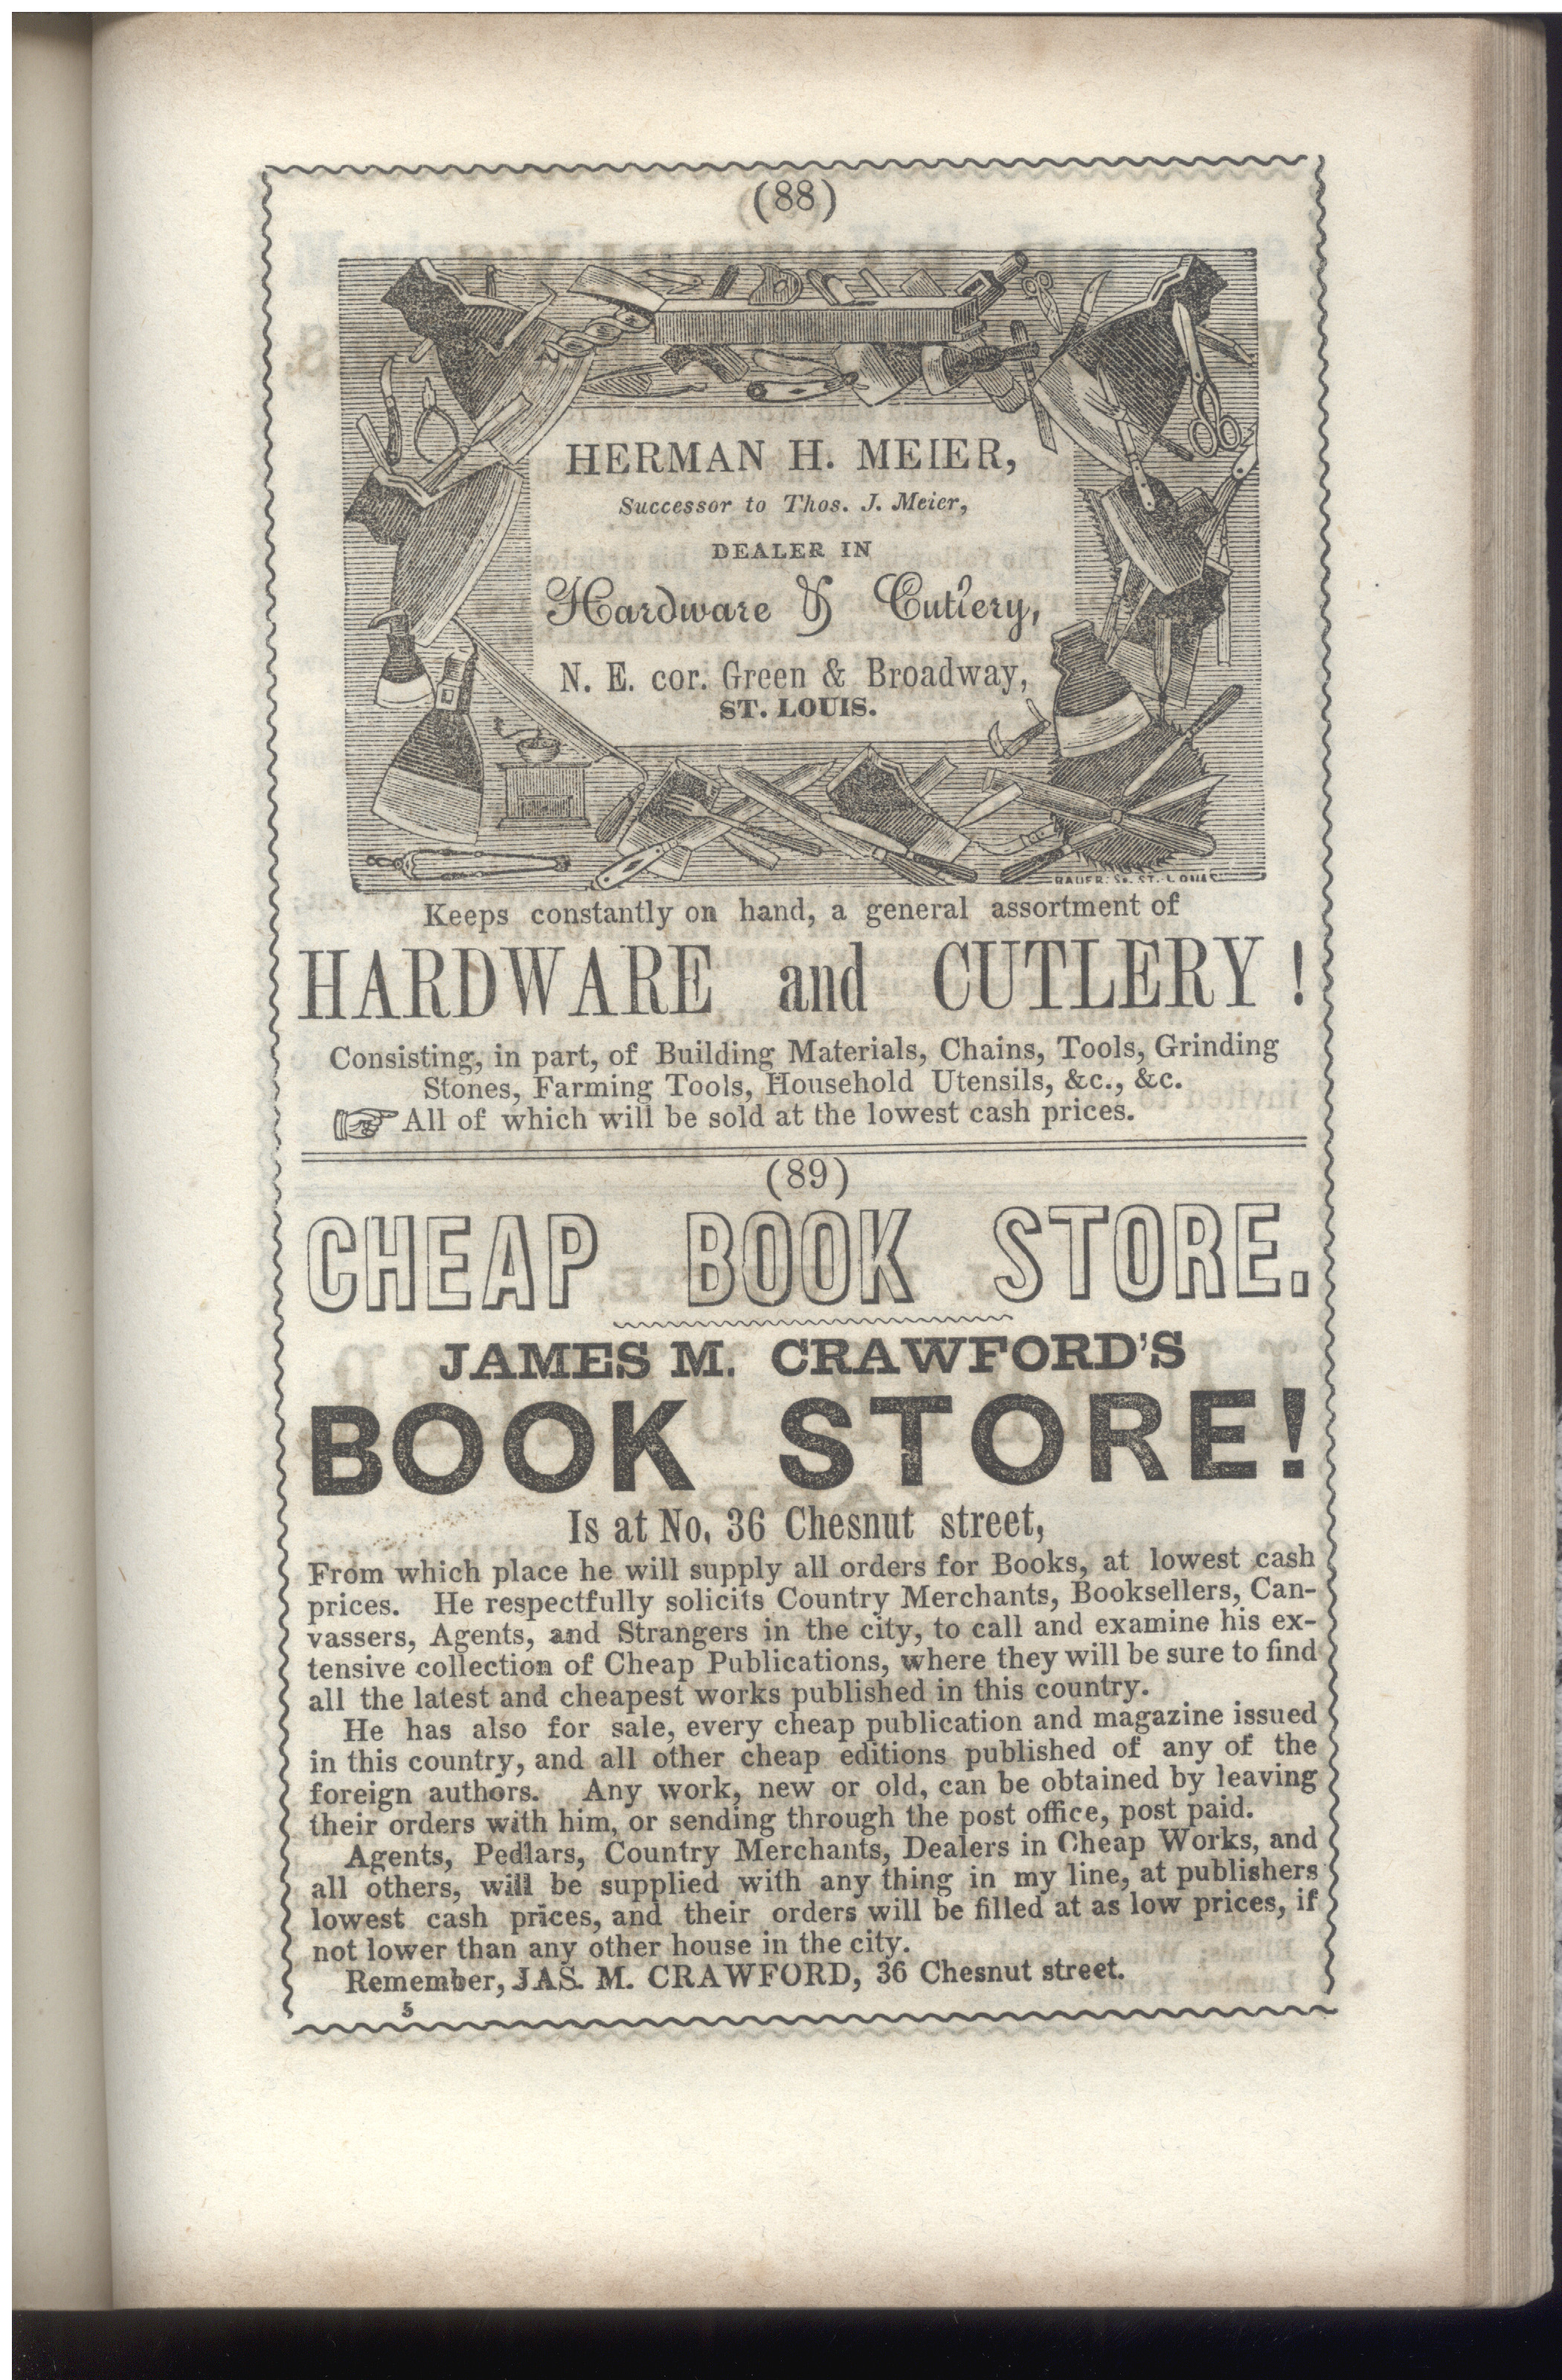 (88)
HERMAN H. MEIER,
Successor to Thos. J. Meier,
DEALER IN
Hardware & Cutlery,
N. E. cor. Green & Broadway,
ST. LOUIS.
BAUER. Sc. ST. LOUIS
Keeps constantly on hand, a general assortment of
HARDWARE and CUTLERY!
Consisting, in part, of Building Materials, Chains, Tools, Grinding
Stones, Farming Tools, Household Utensils, &c., &c.
☞ All of which will be sold at the lowest cash prices.
(89)
CHEAP BOOK STORE.
JAMES M. CRAWFORD'S
BOOK STORE!
Is at No. 36 Chesnut street,
From which place he will supply all orders for Books, at lowest cash
prices. He respectfully solicits Country Merchants, Booksellers, Can-
vassers, Agents, and Strangers in the city, to call and examine his ex-
tensive collection of Cheap Publications, where they will be sure to find
all the latest and cheapest works published in this country.
He has also for sale, every cheap publication and magazine issued
in this country, and all other cheap editions published of any of the
foreign authors. Any work, new or old, can be obtained by leaving
their orders with him, or sending through the post office, post paid.
Agents, Pedlars, Country Merchants, Dealers in Cheap Works, and
all others, will be supplied with any thing in my line, at publishers
lowest cash prices, and their orders will be filled at as low prices, if
not lower than any other house in the city.
Remember, JAS. M. CRAWFORD, 36 Chesnut street.
5